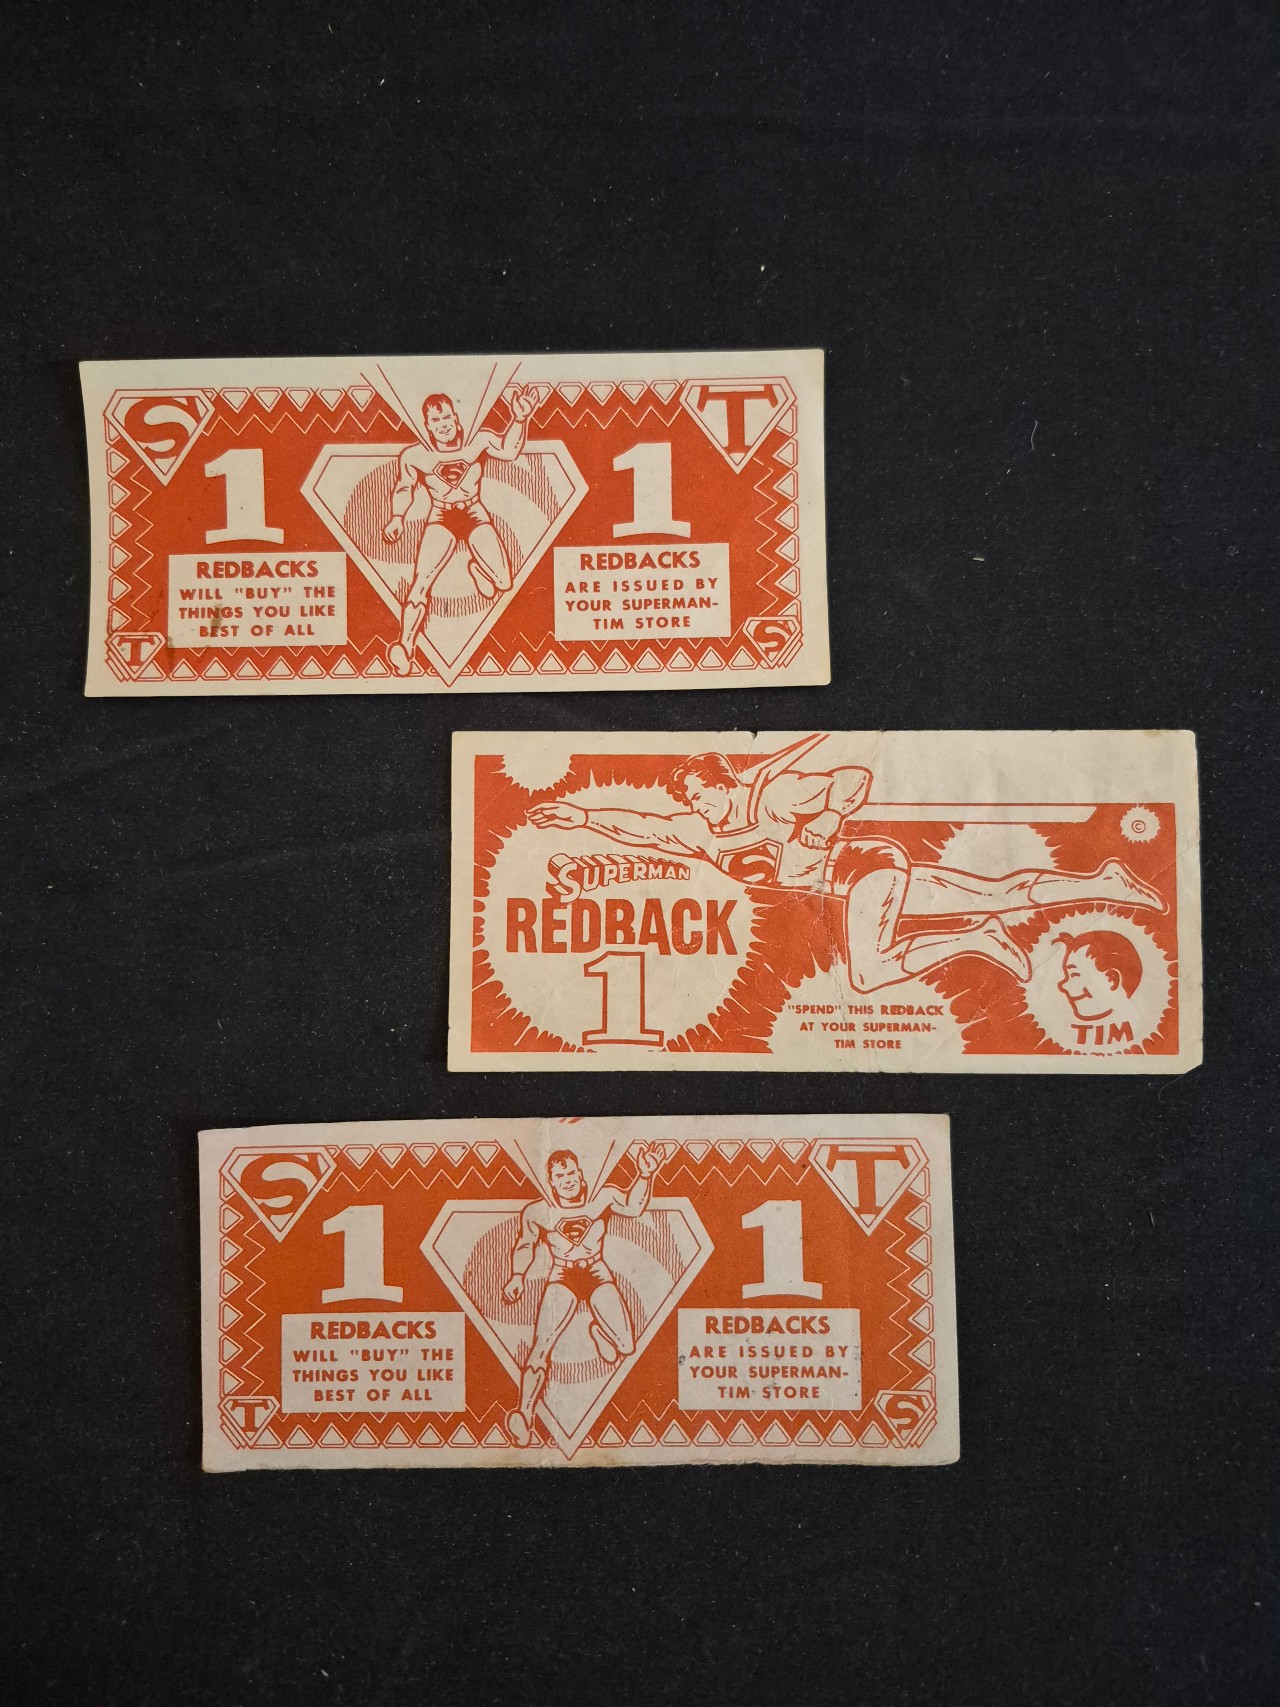 S
T
1
1
REDBACKS
WILL "BUY" THE
THINGS YOU LIKE
BEST OF ALL
REDBACKS
ARE ISSUED BY
YOUR SUPERMAN-
TIM STORE
T
S
S
©
SUPERMAN
REDBACK
1
S
"SPEND" THIS REDBACK
AT YOUR SUPERMAN-
TIM STORE
TIM
S
T
1
1
REDBACKS
WILL "BUY" THE
THINGS YOU LIKE
BEST OF ALL
REDBACKS
ARE ISSUED BY
YOUR SUPERMAN-
TIM STORE
T
S
S